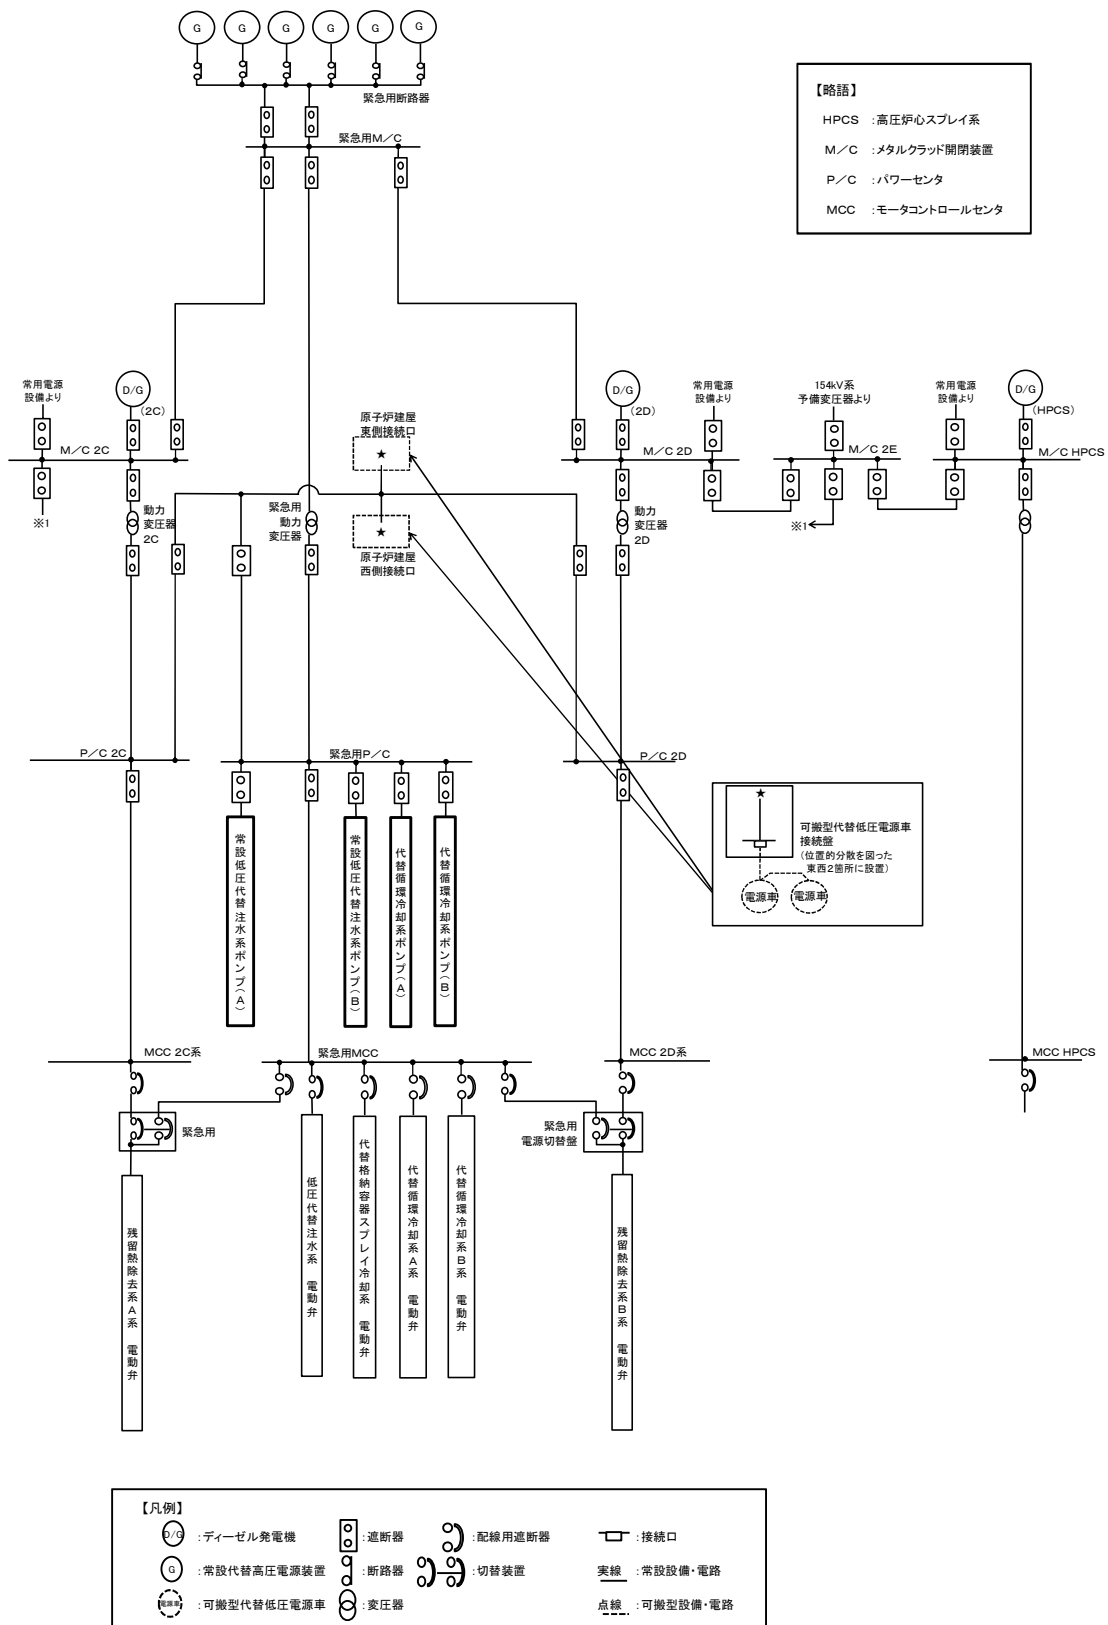 G G G G G G
緊急用断路器
緊急用M/C
【略語】
HPCS :高圧炉心スプレイ系
M/C :メタルクラッド開閉装置
P/C :パワーセンタ
MCC :モータコントロールセンタ
常用電源
設備より
D/G
(2C)
M/C 2C
※1
動力
変圧器
2C
原子炉建屋
東側接続口
★
緊急用
動力
変圧器
★
原子炉建屋
西側接続口
D/G
(2D)
M/C 2D
動力
変圧器
2D
常用電源
設備より
154kV系
予備変圧器より
M/C 2E
※1
常用電源
設備より
D/G
(HPCS)
M/C HPCS
P/C 2C
緊急用P/C
P/C 2D
常設低圧代替注水系ポンプ(A)
常設低圧代替注水系ポンプ(B)
代替循環冷却系ポンプ(A)
代替循環冷却系ポンプ(B)
★
可搬型代替低圧電源車
接続盤
(位置的分散を図った
東西2箇所に設置)
電源車 電源車
MCC 2C系
緊急用MCC
MCC 2D系
MCC HPCS
緊急用
緊急用
電源切替盤
残留熱除去系A系 電動弁
低圧代替注水系 電動弁
代替格納容器スプレイ冷却系 電動弁
代替循環冷却系A系 電動弁
代替循環冷却系B系 電動弁
残留熱除去系B系 電動弁
【凡例】
D/G :ディーゼル発電機 :遮断器 :配線用遮断器 :接続口
G :常設代替高圧電源装置 :断路器 :切替装置 実線 :常設設備・電路
電源車 :可搬型代替低圧電源車 :変圧器 点線 :可搬型設備・電路